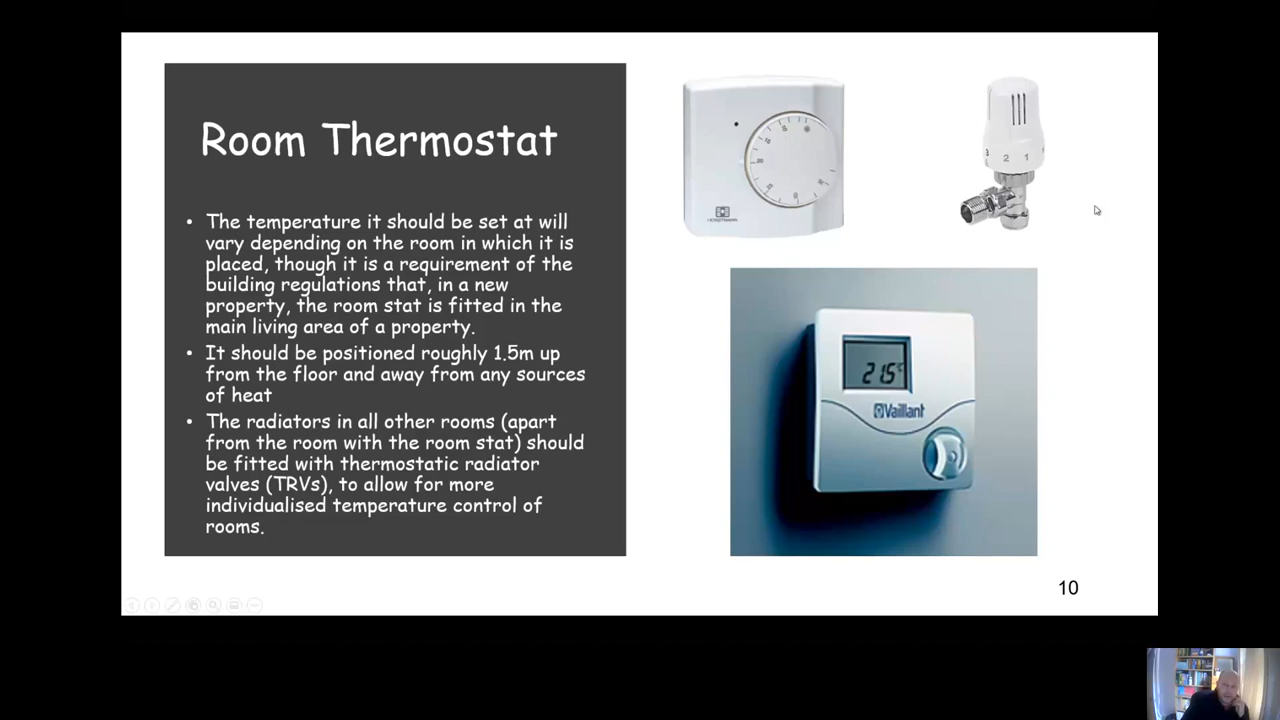 Room Thermostat
• The temperature it should be set at will
vary depending on the room in which it is
placed, though it is a requirement of the
building regulations that, in a new
property, the room stat is fitted in the
main living area of a property.
• It should be positioned roughly 1.5m up
from the floor and away from any sources
of heat
• The radiators in all other rooms (apart
from the room with the room stat) should
be fitted with thermostatic radiator
valves (TRVs), to allow for more
individualised temperature control of
rooms.
3 2 1
21.5°C
Vaillant
10